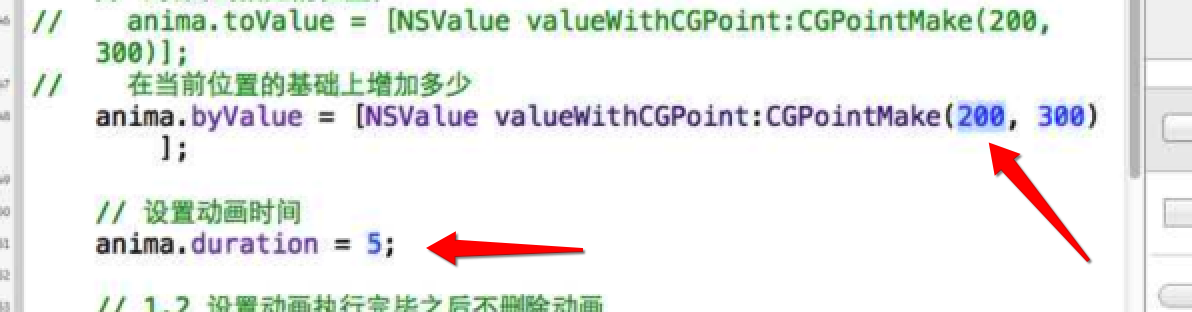 // anima.toValue = [NSValue valueWithCGPoint:CGPointMake(200,
300)];
// 在当前位置的基础上增加多少
anima.byValue = [NSValue valueWithCGPoint:CGPointMake(200, 300)
];
// 设置动画时间
anima.duration = 5;
// 1.2 设置动画执行完毕之后不删除动画